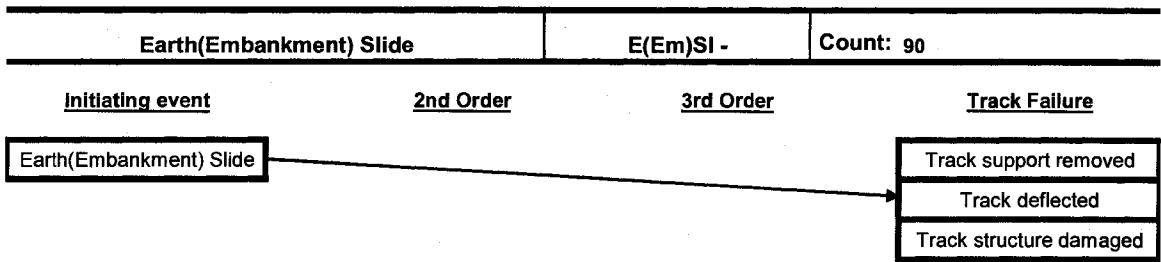 Earth(Embankment) Slide E(Em)Sl - Count: 90
Initiating event 2nd Order 3rd Order Track Failure
Earth(Embankment) Slide
Track support removed
Track deflected
Track structure damaged